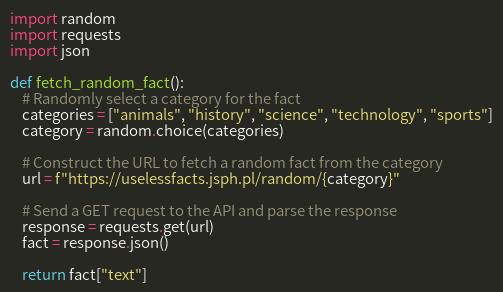 import random
import requests
import json

def fetch_random_fact():
    # Randomly select a category for the fact
    categories = ["animals", "history", "science", "technology", "sports"]
    category = random.choice(categories)

    # Construct the URL to fetch a random fact from the category
    url = f"https://uselessfacts.jsph.pl/random/{category}"

    # Send a GET request to the API and parse the response
    response = requests.get(url)
    fact = response.json()

    return fact["text"]